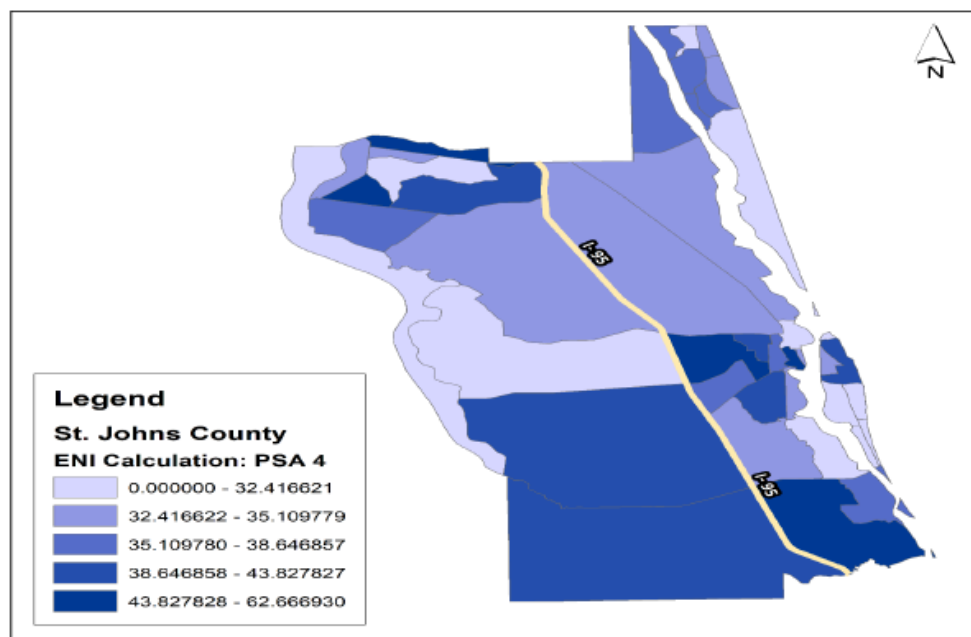 N
I-95
I-95
Legend
St. Johns County
ENI Calculation: PSA 4
0.000000 - 32.416621
32.416622 - 35.109779
35.109780 - 38.646857
38.646858 - 43.827827
43.827828 - 62.666930